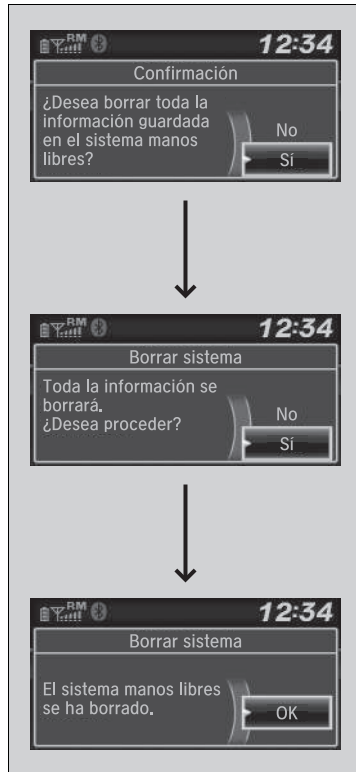 RM
12:34
Confirmación
¿Desea borrar toda la
información guardada
en el sistema manos
libres?
No
Sí
RM
12:34
Borrar sistema
Toda la información se
borrará.
¿Desea proceder?
No
Sí
RM
12:34
Borrar sistema
El sistema manos libres
se ha borrado.
OK